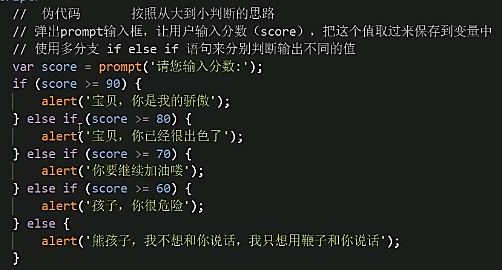 // 伪代码 按照从大到小判断的思路
// 弹出prompt输入框，让用户输入分数（score），把这个值取过来保存到变量中
// 使用多分支 if else if 语句来分别判断输出不同的值
var score = prompt('请您输入分数:');
if (score >= 90) {
alert('宝贝，你是我的骄傲');
} else if (score >= 80) {
alert('宝贝，你已经很出色了');
} else if (score >= 70) {
alert('你要继续加油喽');
} else if (score >= 60) {
alert('孩子，你很危险');
} else {
alert('熊孩子，我不想和你说话，我只想用鞭子和你说话');
}